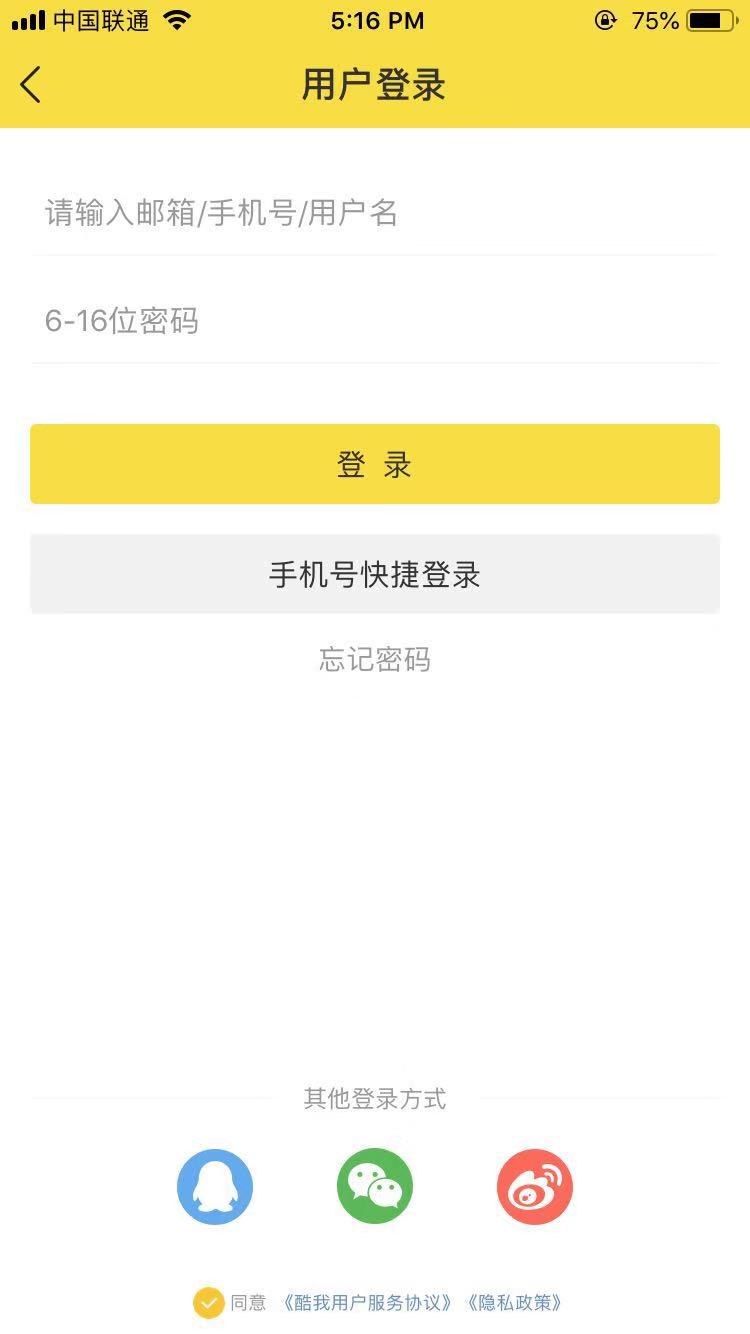 中国联通 5:16 PM 75%
用户登录
请输入邮箱/手机号/用户名
6-16位密码
登 录
手机号快捷登录
忘记密码
其他登录方式
同意 《酷我用户服务协议》《隐私政策》